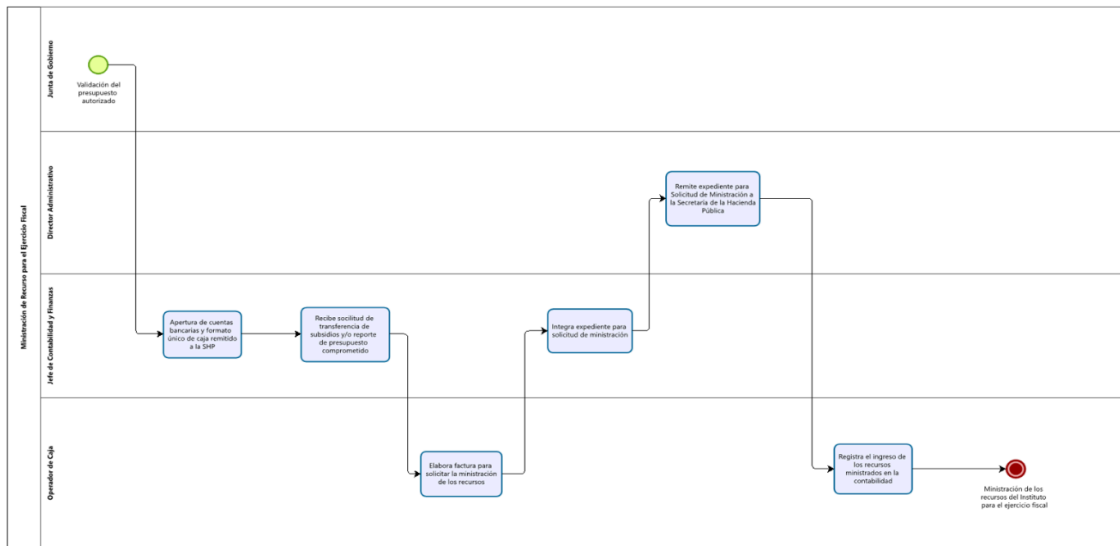 Ministración de Recurso para el Ejercicio Fiscal
Junta de Gobierno
Validación del
presupuesto
autorizado
Director Administrativo
Remite expediente para
Solicitud de Ministración a
la Secretaría de la Hacienda
Pública
Jefe de Contabilidad y Finanzas
Apertura de cuentas
bancarias y formato
único de caja remitido
a la SHP
Recibe soclitud de
transferencia de
subsidios y/o reporte
de presupuesto
comprometido
Integra expediente para
solicitud de ministración
Operador de Caja
Elabora factura para
solicitar la ministración
de los recursos
Registra el ingreso de
los recursos
ministrados en la
contabilidad
Ministración de los
recursos del Instituto
para el ejercicio fiscal